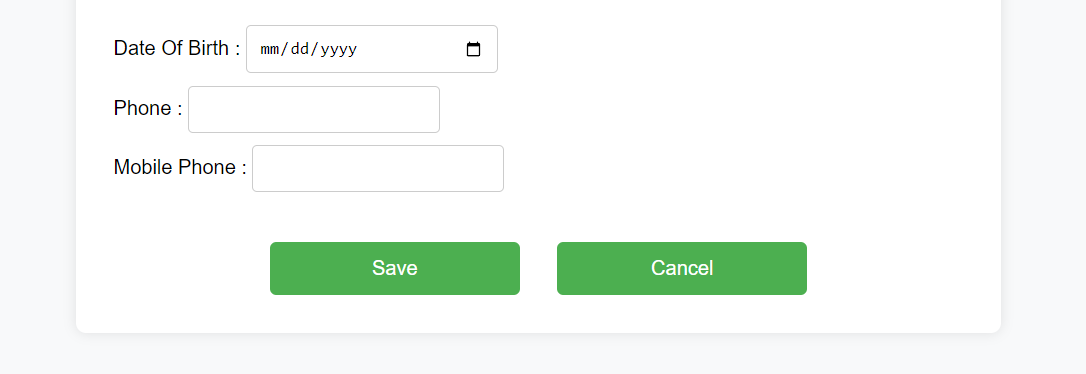 Date Of Birth : mm/dd/yyyy
Phone :
Mobile Phone :
Save Cancel